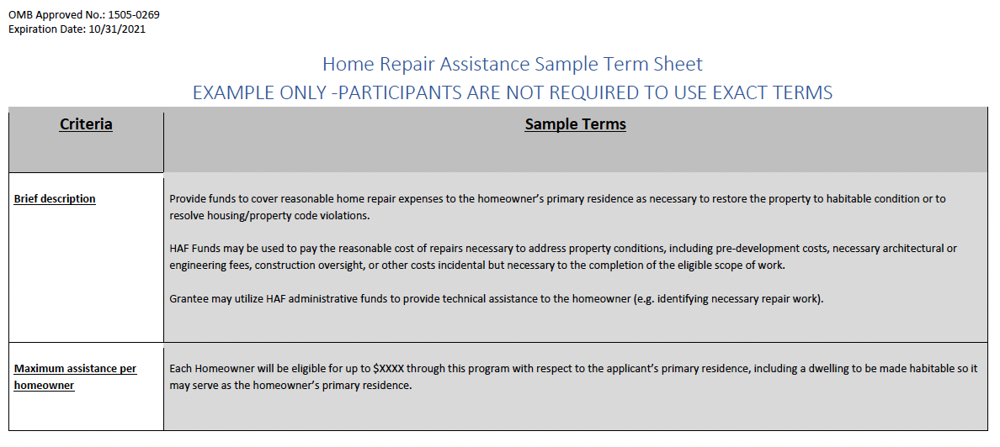 OMB Approved No.: 1505-0269
Expiration Date: 10/31/2021
Home Repair Assistance Sample Term Sheet
EXAMPLE ONLY -PARTICIPANTS ARE NOT REQUIRED TO USE EXACT TERMS
Criteria
Sample Terms
Brief description
Provide funds to cover reasonable home repair expenses to the homeowner’s primary residence as necessary to restore the property to habitable condition or to
resolve housing/property code violations.
HAF Funds may be used to pay the reasonable cost of repairs necessary to address property conditions, including pre-development costs, necessary architectural or
engineering fees, construction oversight, or other costs incidental but necessary to the completion of the eligible scope of work.
Grantee may utilize HAF administrative funds to provide technical assistance to the homeowner (e.g. identifying necessary repair work).
Maximum assistance per
homeowner
Each Homeowner will be eligible for up to $XXXX through this program with respect to the applicant’s primary residence, including a dwelling to be made habitable so it
may serve as the homeowner’s primary residence.